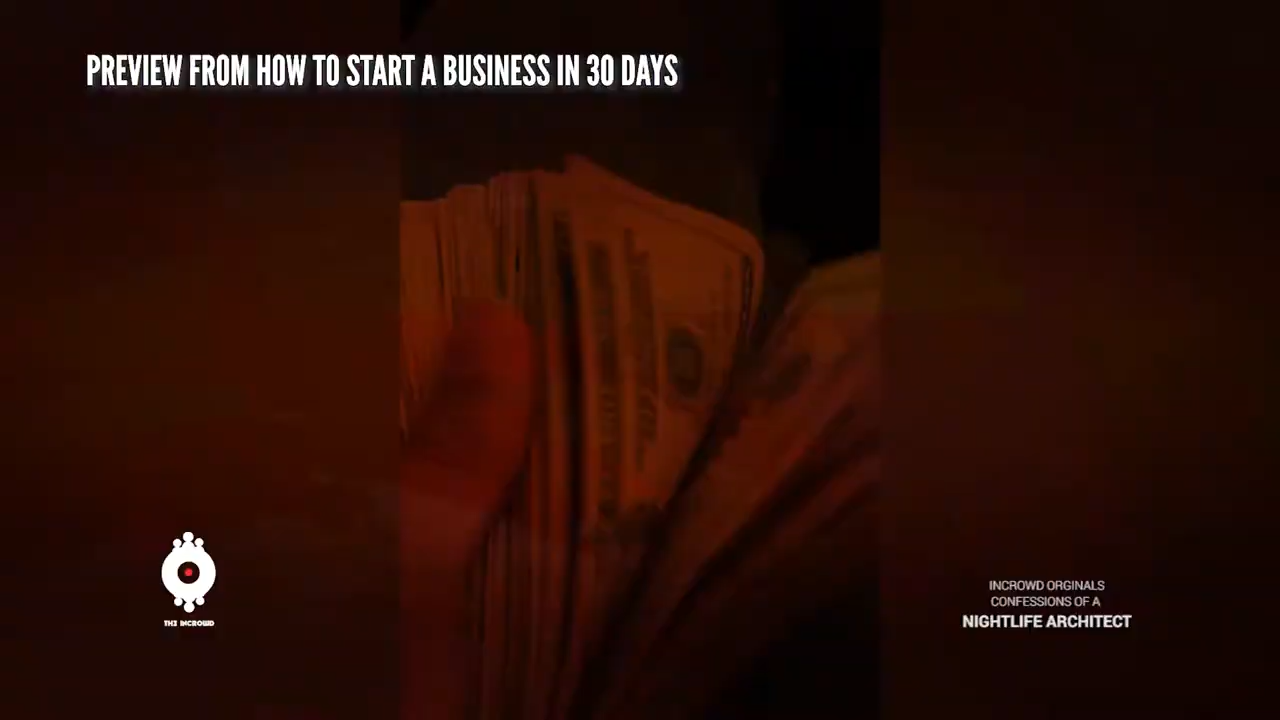 PREVIEW FROM HOW TO START A BUSINESS IN 30 DAYS
THE INCROWD
INCROWD ORGINALS
CONFESSIONS OF A
NIGHTLIFE ARCHITECT